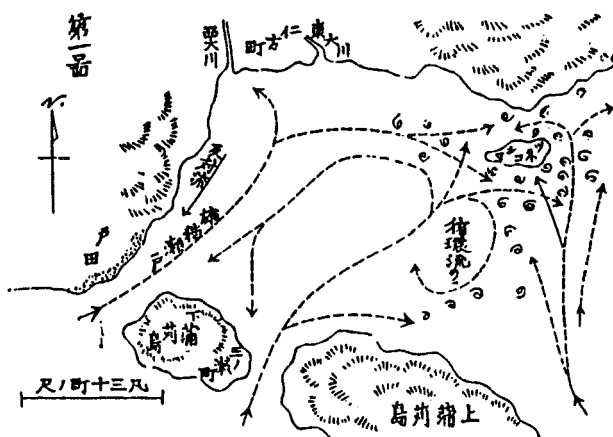 第一図
N.
西大川
仁方町
東大川
戸田
循環流
下蒲苅島
三ノ瀬町
上蒲苅島
凡三十町ノ尺